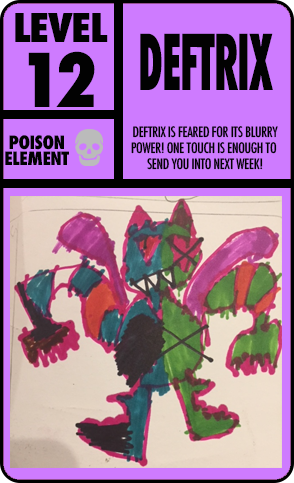 LEVEL
12
DEFTRIX
POISON
ELEMENT
DEFTRIX IS FEARED FOR ITS BLURRY
POWER! ONE TOUCH IS ENOUGH TO
SEND YOU INTO NEXT WEEK!